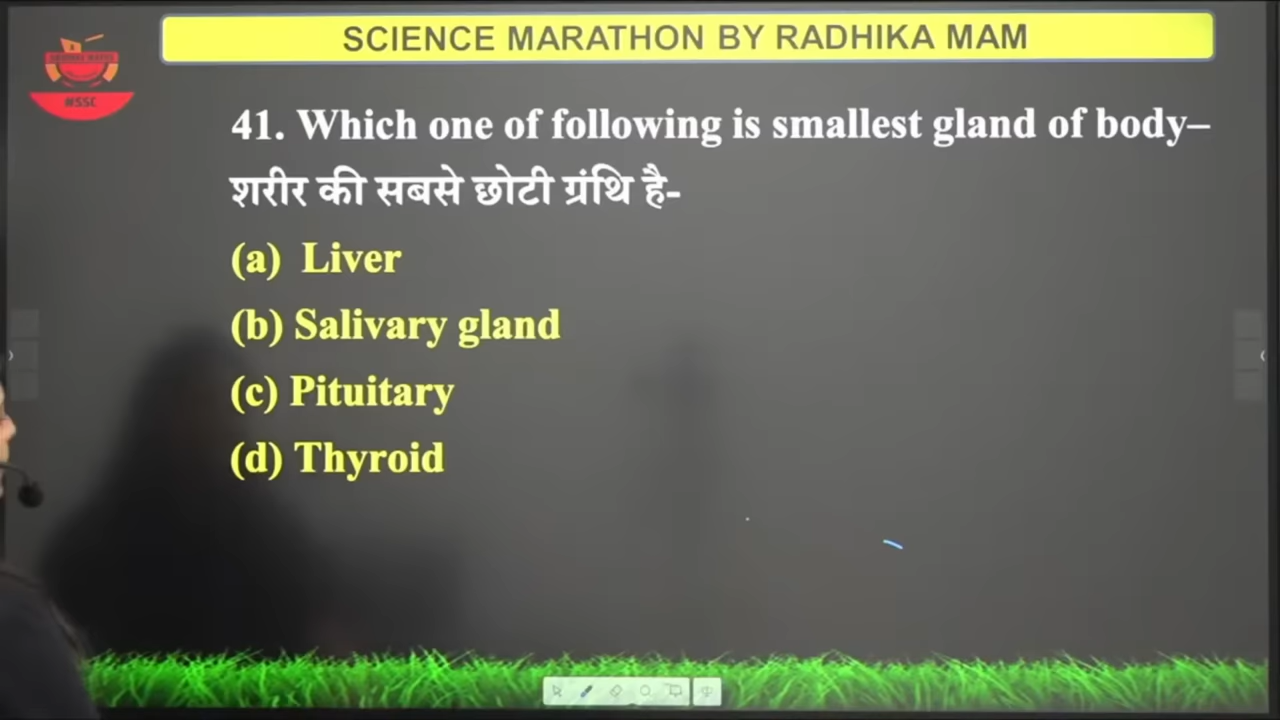 SCIENCE MARATHON BY RADHIKA MAM
#SSC
41. Which one of following is smallest gland of body–
शरीर की सबसे छोटी ग्रंथि है-
(a) Liver
(b) Salivary gland
(c) Pituitary
(d) Thyroid